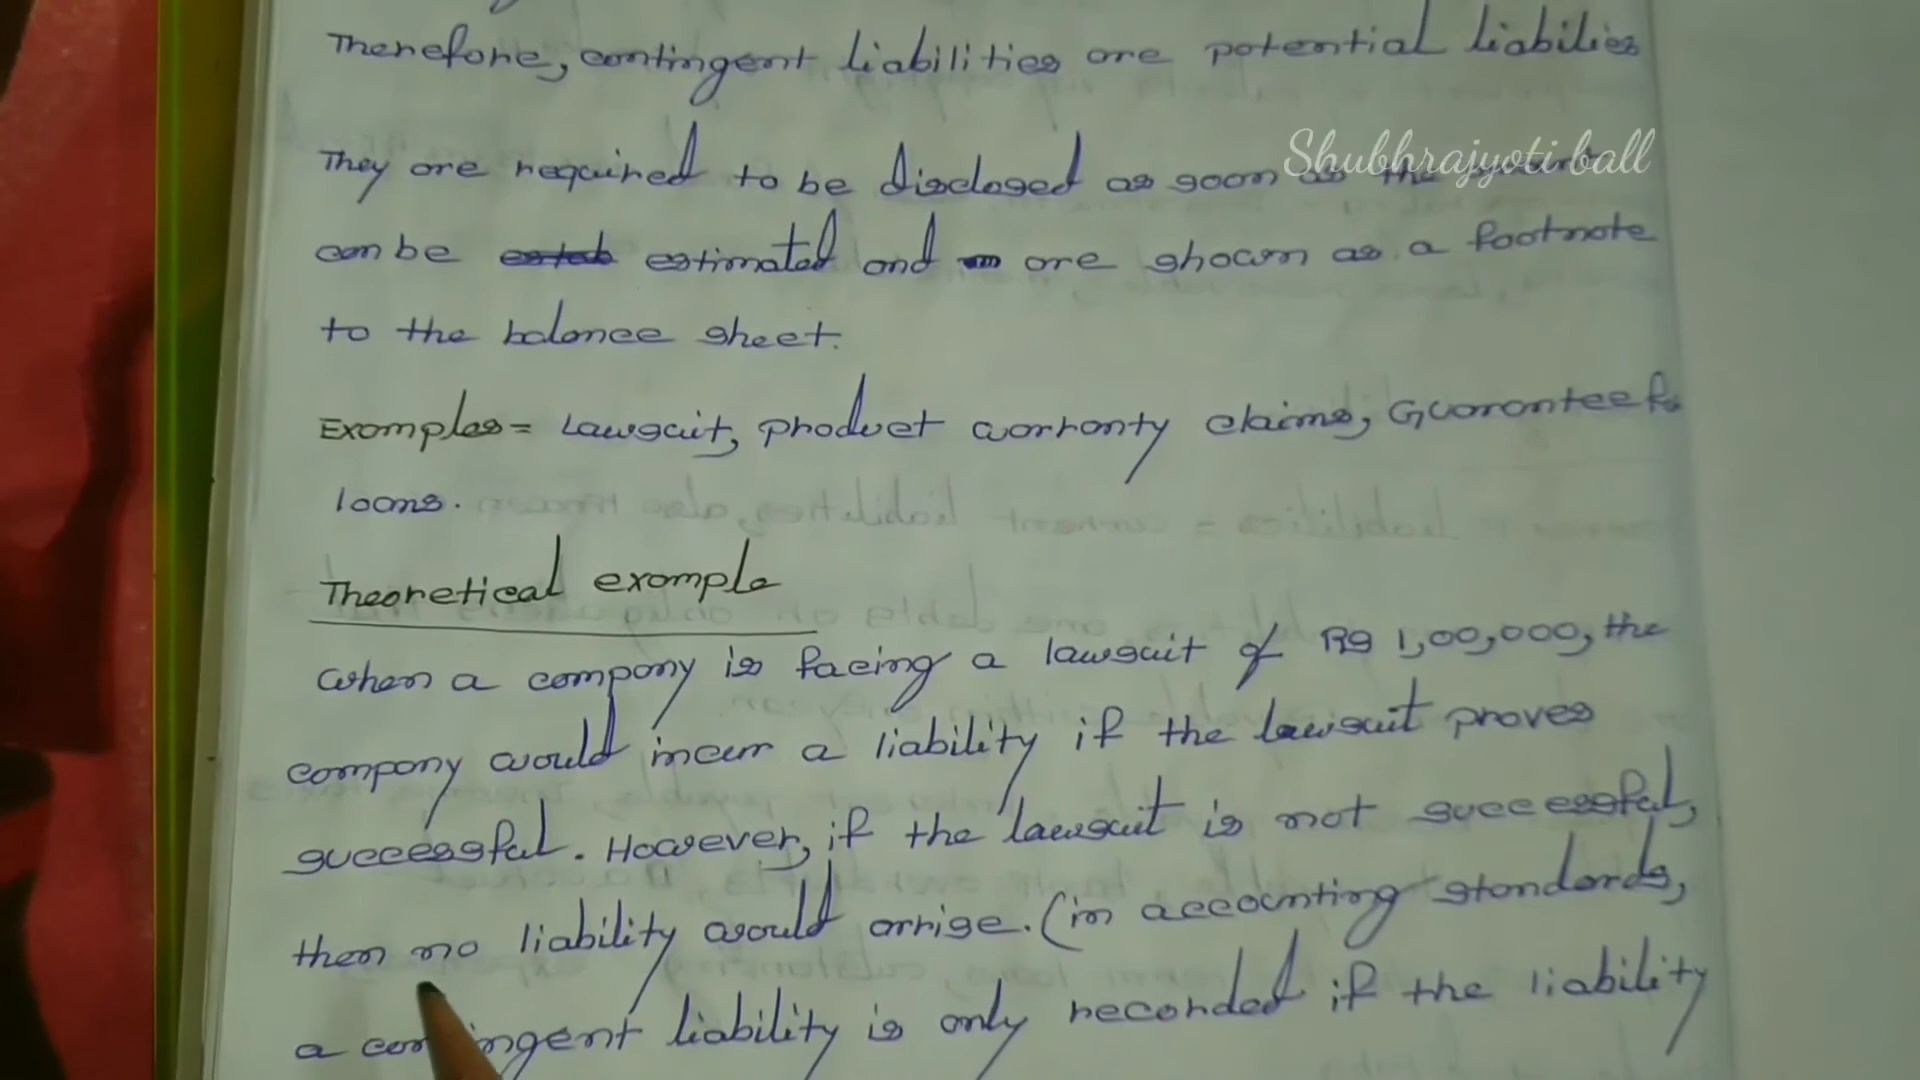 Therefore, contingent liabilities are potential liabilies
Shubhrajyoti ball
They are required to be disclosed as soon as the
can be estimated and are shown as a footnote
to the balance sheet.
Examples = Lawsuit, product warranty claims, Guarantee fo
loans.
Theoretical example
When a company is facing a lawsuit of Rs 1,00,000, the
company would incur a liability if the lawsuit proves
successful. However, if the lawsuit is not successful,
then no liability would arrise. (in accounting standards,
a contingent liability is only recorded if the liability